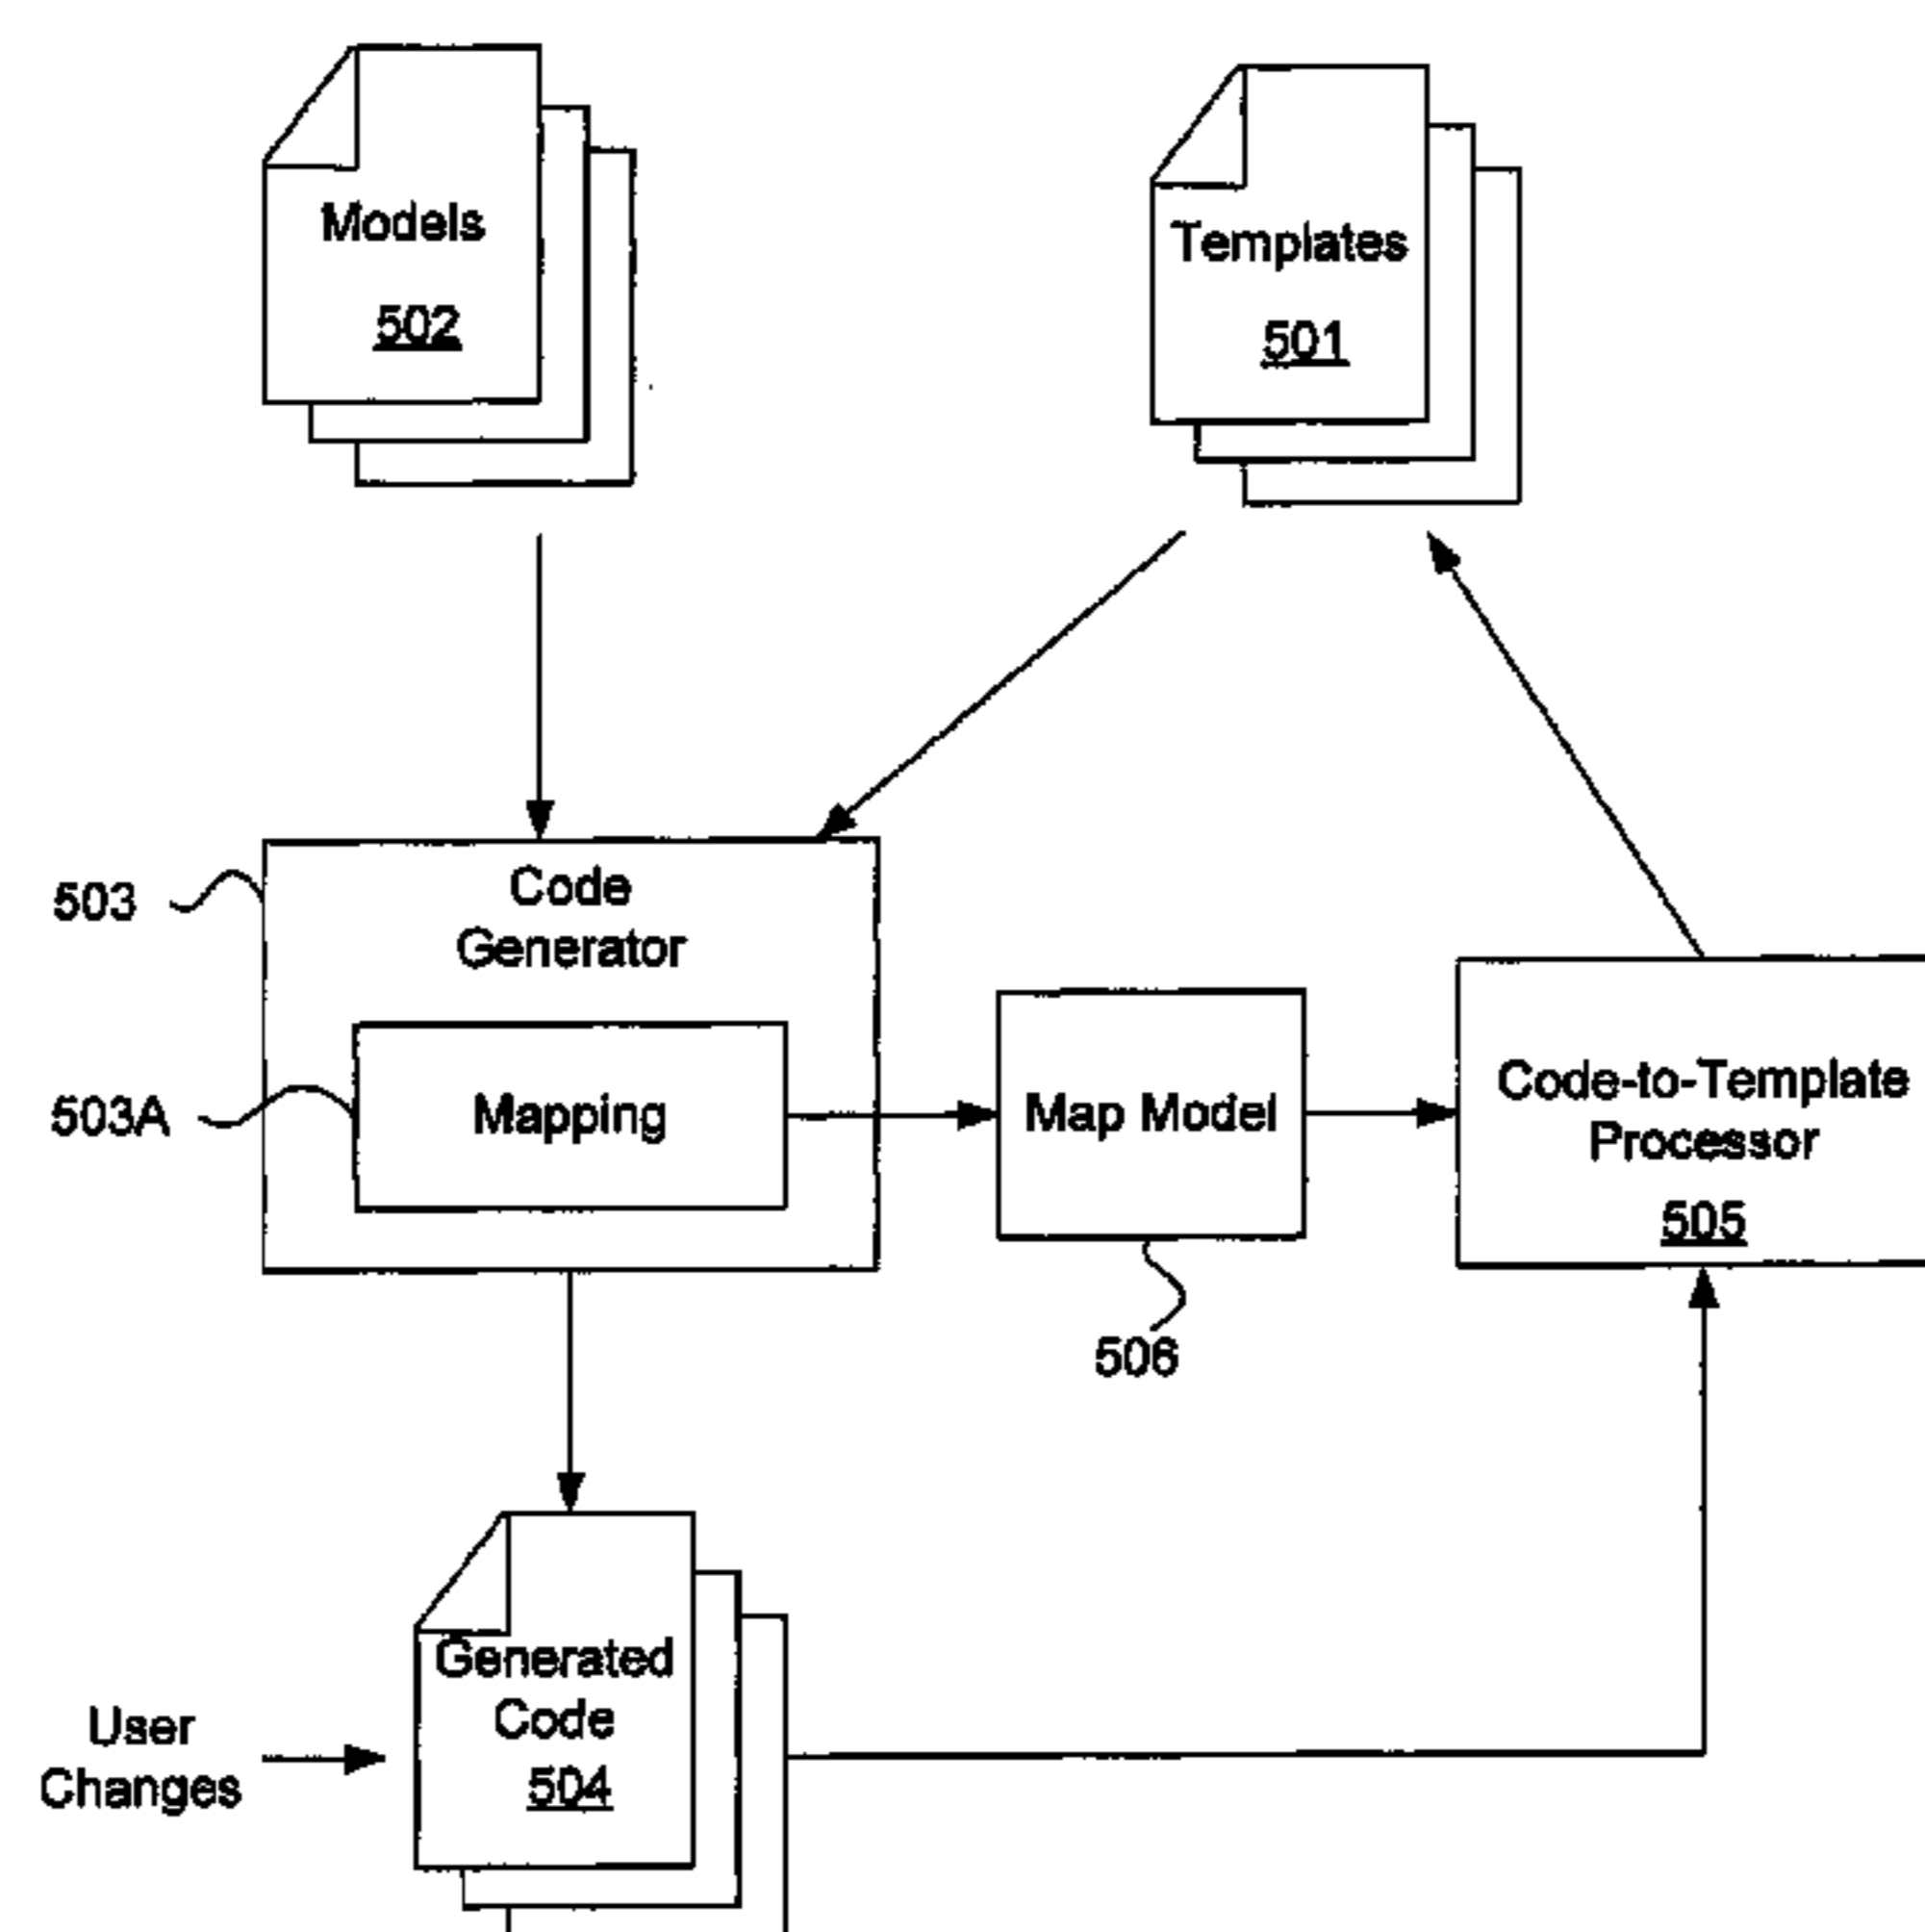 Models
502
Templates
501
503
Code
Generator
503A
Mapping
Map Model
506
Code-to-Template
Processor
505
User
Changes
Generated
Code
504